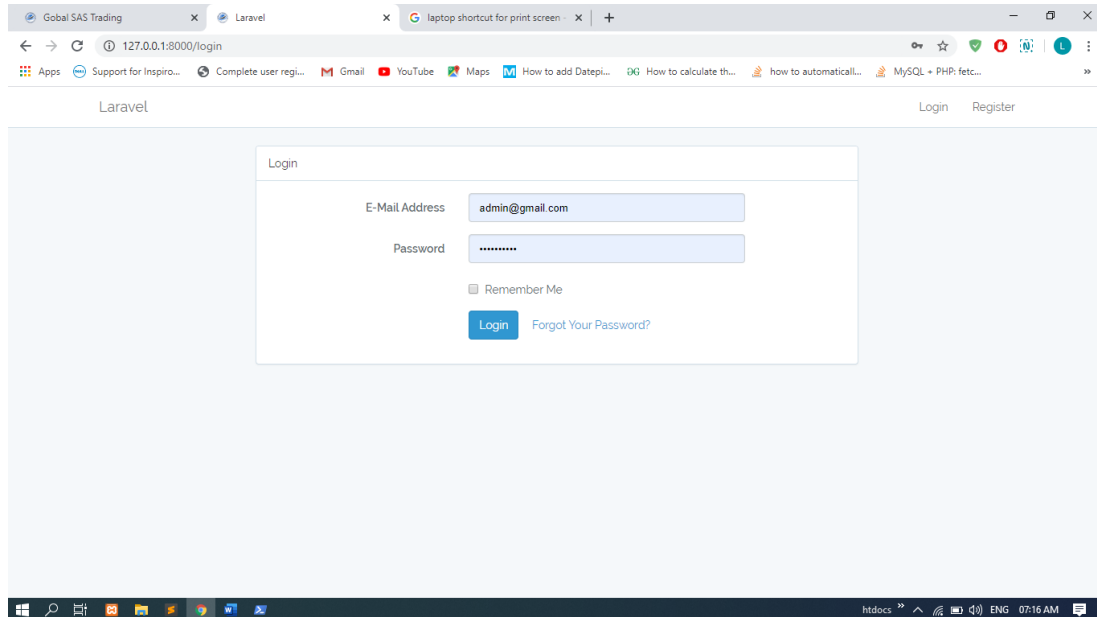 Gobal SAS Trading Laravel laptop shortcut for print screen -
127.0.0.1:8000/login
Apps Support for Inspiro... Complete user regi... Gmail YouTube Maps How to add Datepi... How to calculate th... how to automaticall... MySQL + PHP: fetc... »
Laravel Login Register
Login
E-Mail Address admin@gmail.com
Password ••••••••••
Remember Me
Login Forgot Your Password?
htdocs » ENG 07:16 AM